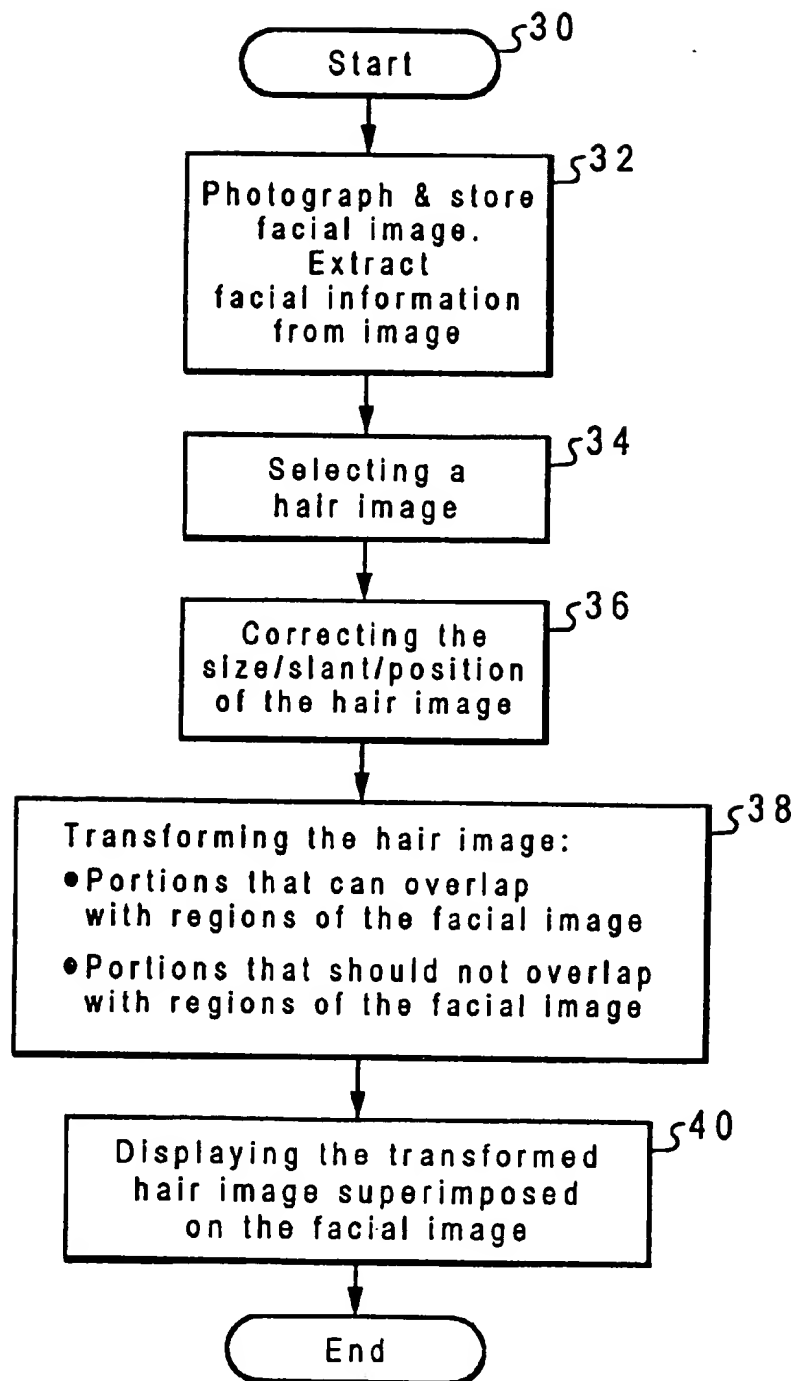 30
Start
32
Photograph & store
facial image.
Extract
facial information
from image
34
Selecting a
hair image
36
Correcting the
size/slant/position
of the hair image
38
Transforming the hair image:
•Portions that can overlap
with regions of the facial image
•Portions that should not overlap
with regions of the facial image
40
Displaying the transformed
hair image superimposed
on the facial image
End